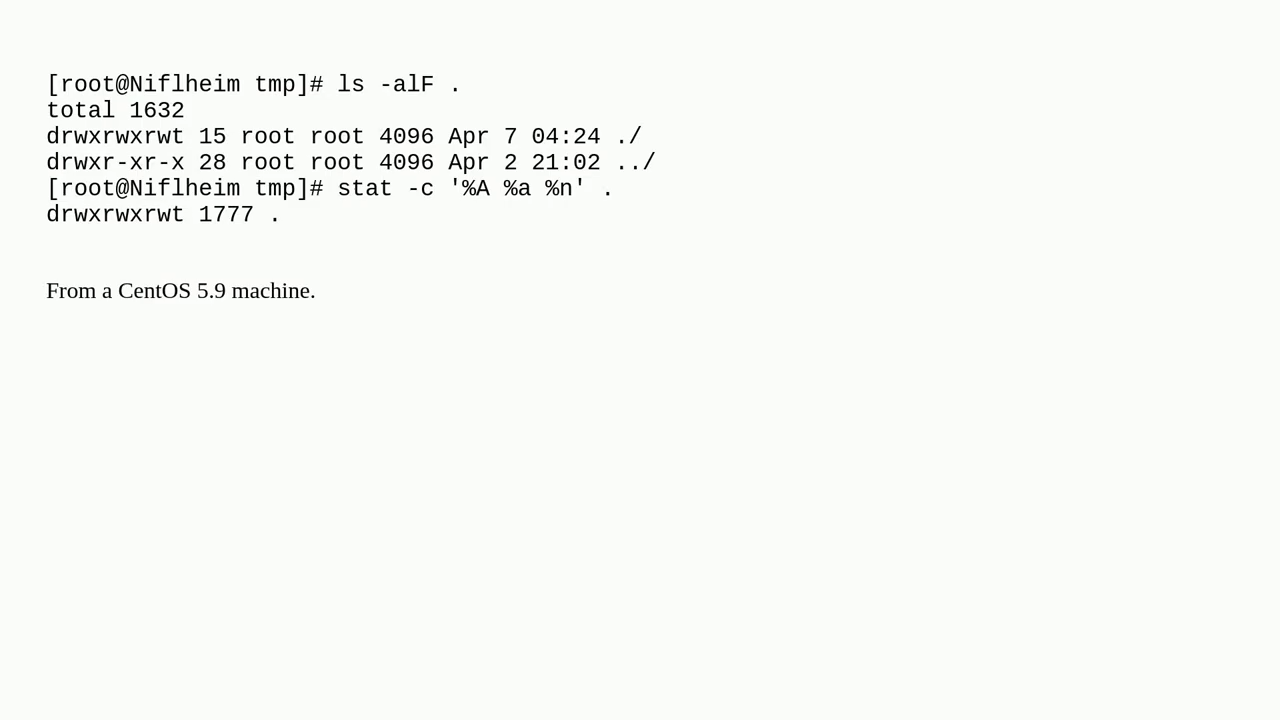 [root@Niflheim tmp]# ls -alF .
total 1632
drwxrwxrwt 15 root root 4096 Apr 7 04:24 ./
drwxr-xr-x 28 root root 4096 Apr 2 21:02 ../
[root@Niflheim tmp]# stat -c '%A %a %n' .
drwxrwxrwt 1777 .
From a CentOS 5.9 machine.